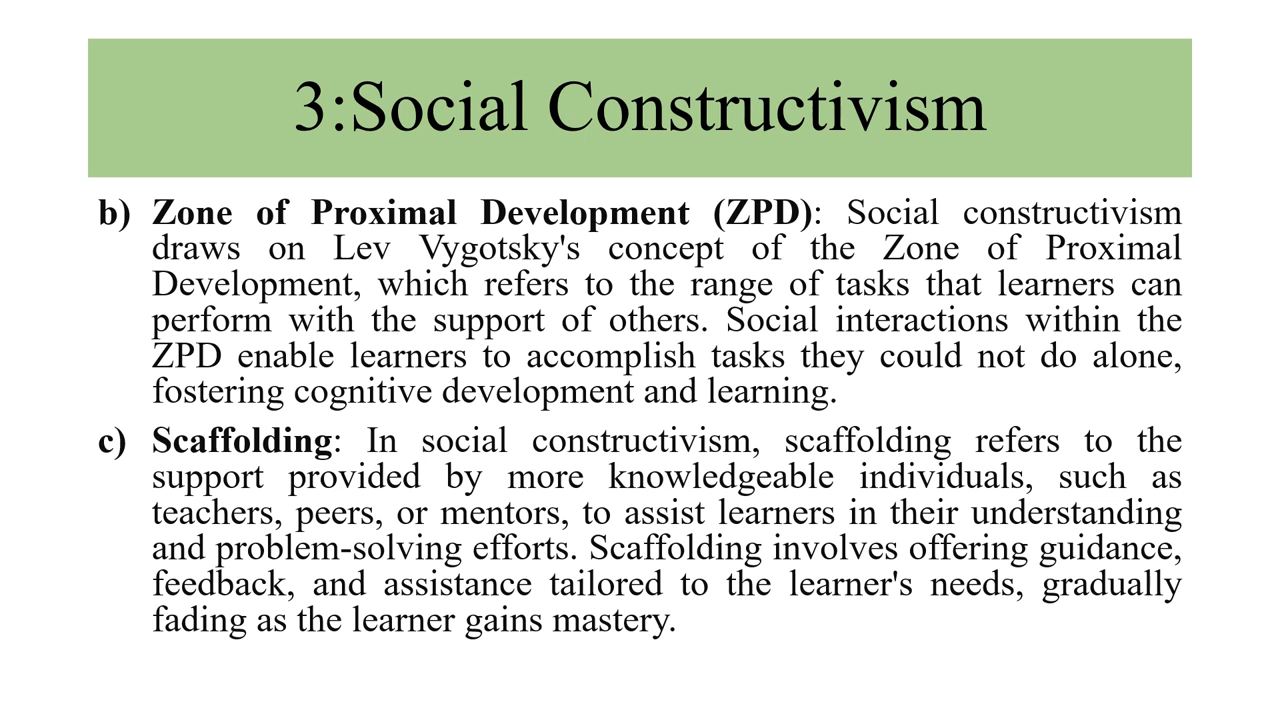 3:Social Constructivism
b) Zone of Proximal Development (ZPD): Social constructivism
draws on Lev Vygotsky's concept of the Zone of Proximal
Development, which refers to the range of tasks that learners can
perform with the support of others. Social interactions within the
ZPD enable learners to accomplish tasks they could not do alone,
fostering cognitive development and learning.
c) Scaffolding: In social constructivism, scaffolding refers to the
support provided by more knowledgeable individuals, such as
teachers, peers, or mentors, to assist learners in their understanding
and problem-solving efforts. Scaffolding involves offering guidance,
feedback, and assistance tailored to the learner's needs, gradually
fading as the learner gains mastery.